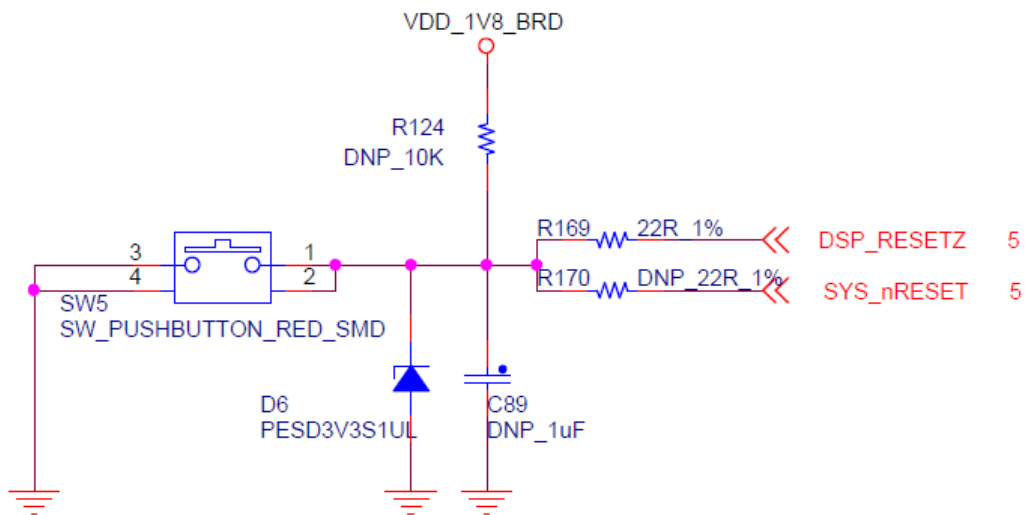 VDD_1V8_BRD
R124
DNP_10K
R169 22R_1% DSP_RESETZ 5
3 1
4 2
R170 DNP_22R_1% SYS_nRESET 5
SW5
SW_PUSHBUTTON_RED_SMD
D6
PESD3V3S1UL
C89
DNP_1uF